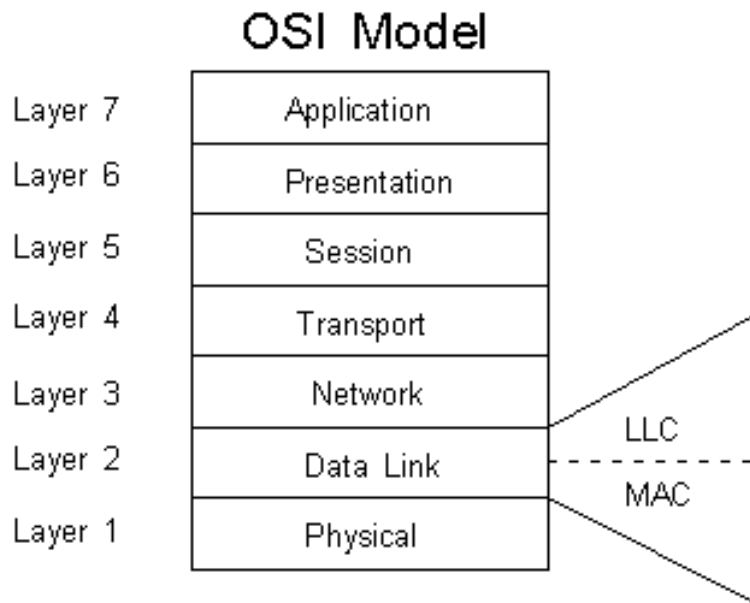 OSI Model
Layer 7 Application
Layer 6 Presentation
Layer 5 Session
Layer 4 Transport
Layer 3 Network
LLC
Layer 2 Data Link
MAC
Layer 1 Physical